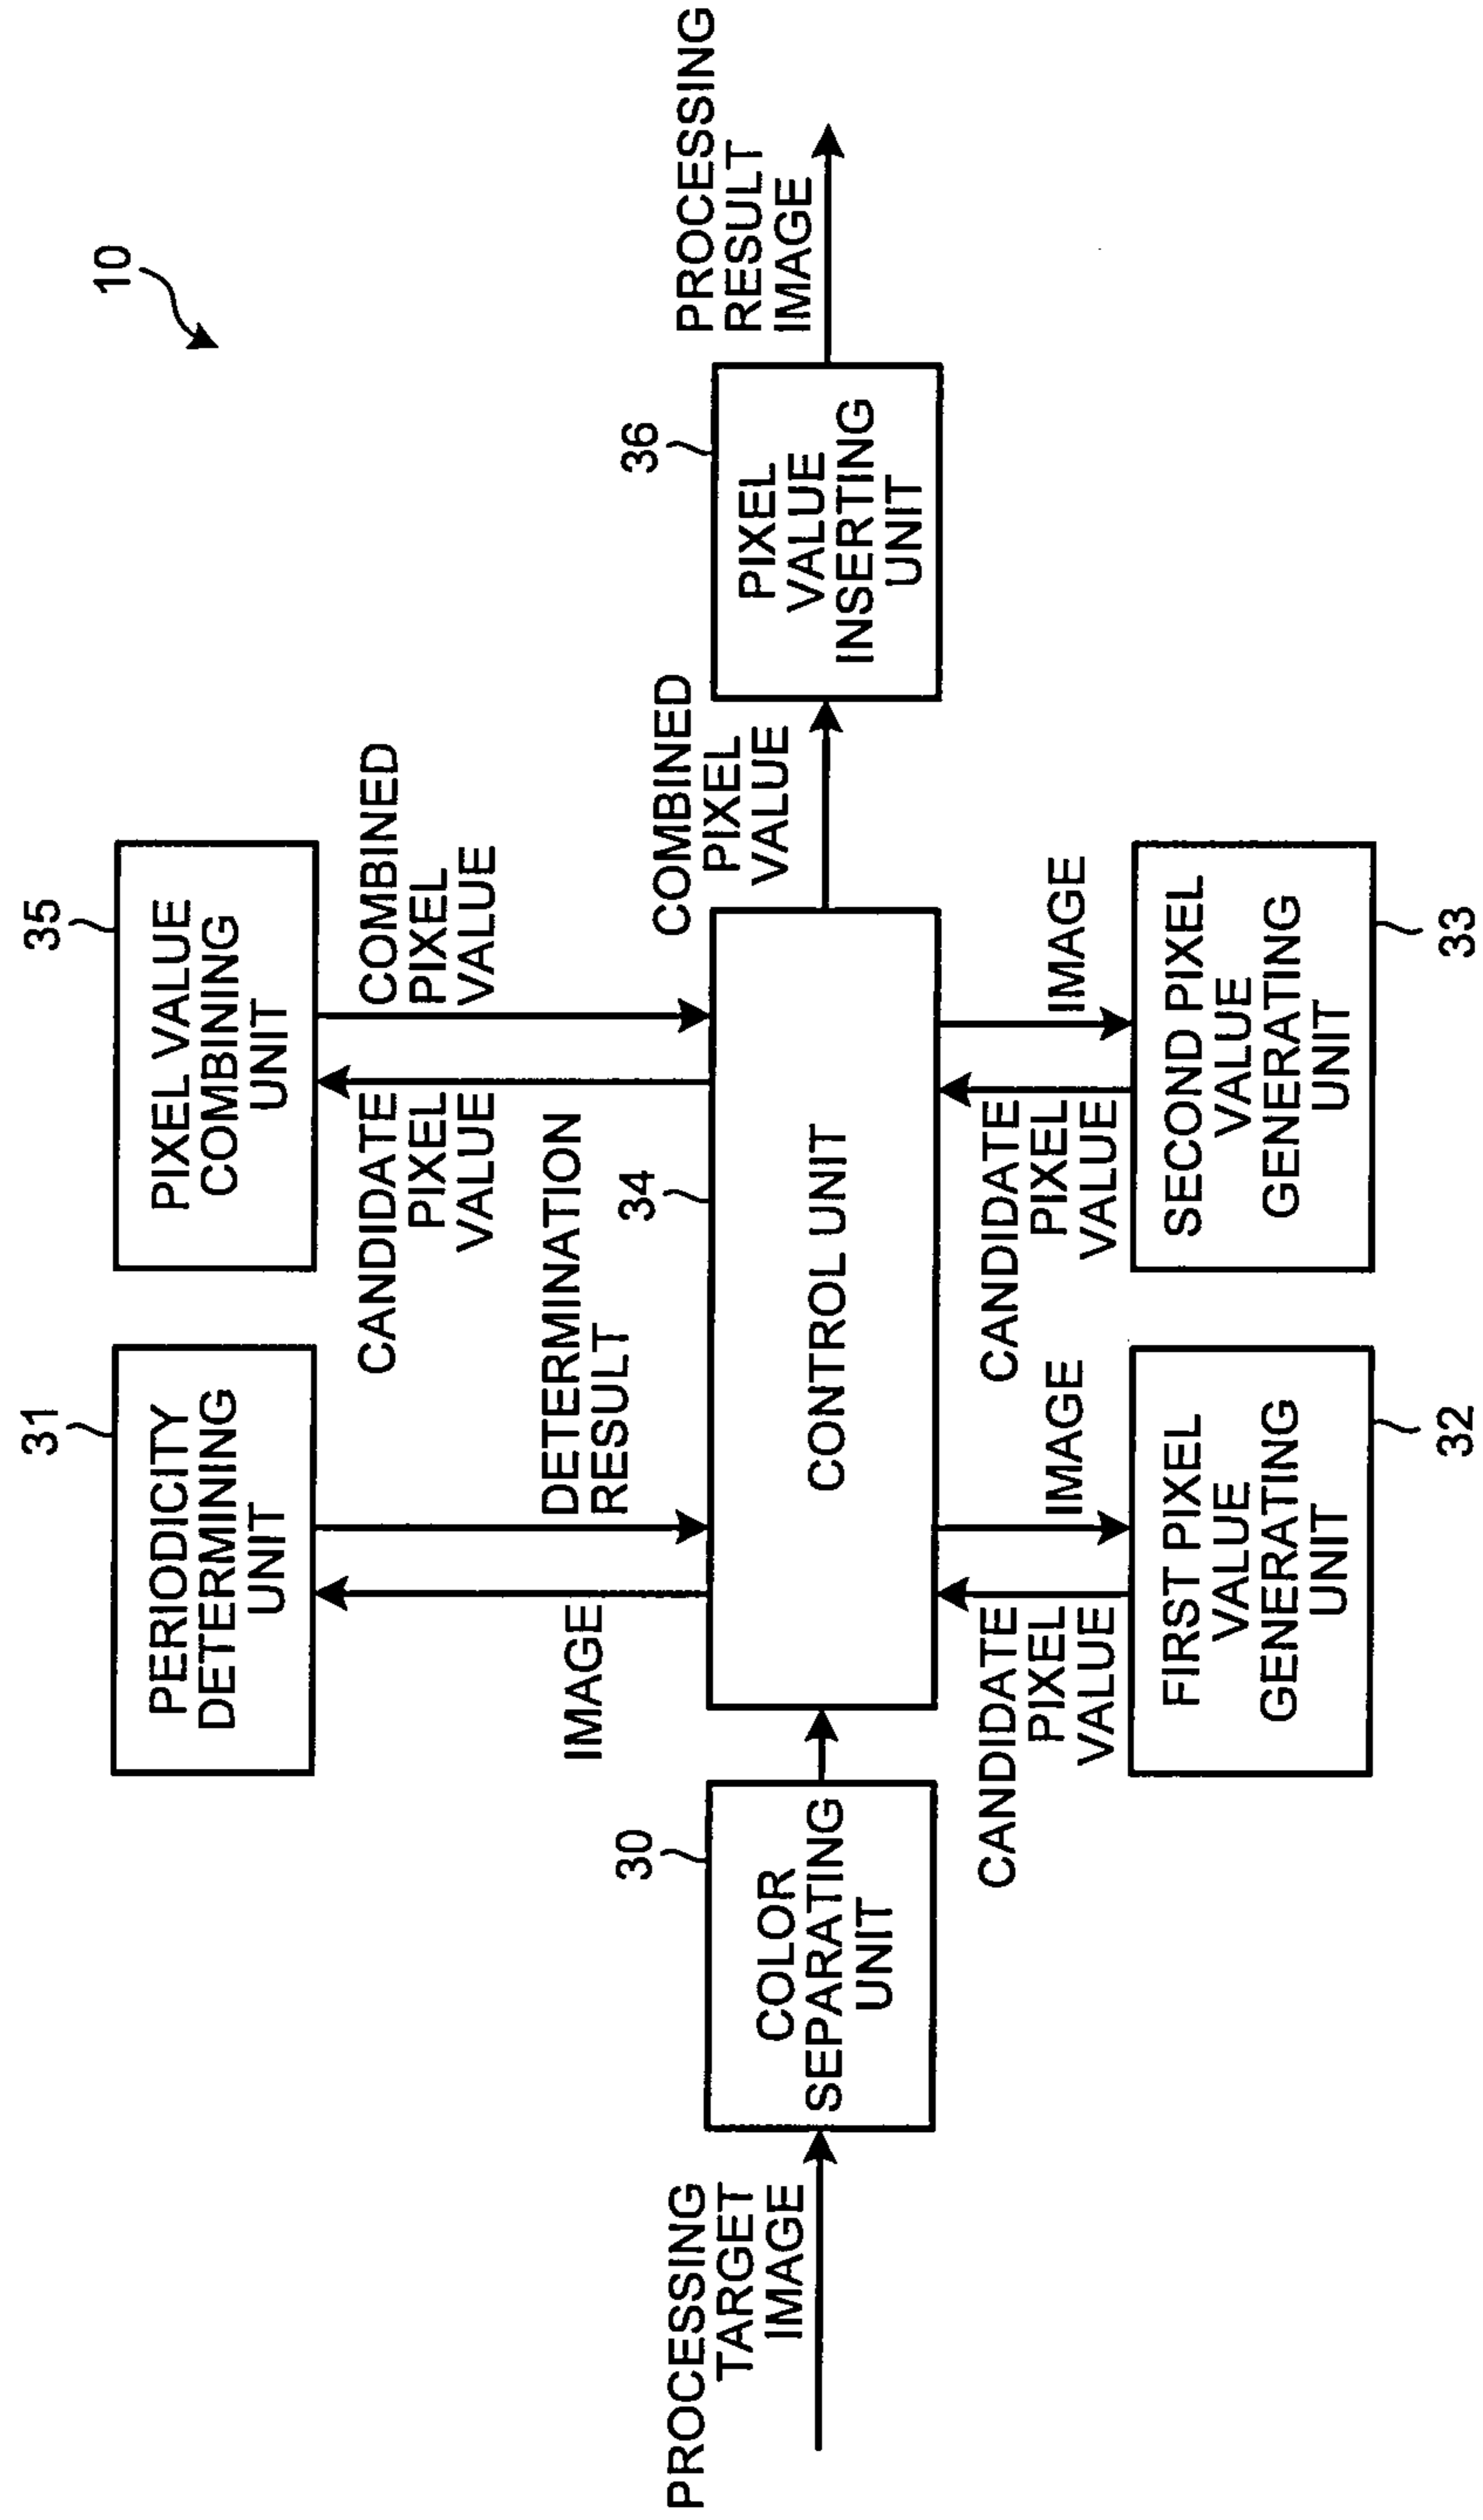 10
31
PERIODICITY
DETERMINING
UNIT
35
PIXEL VALUE
COMBINING
UNIT
IMAGE
DETERMINATION
RESULT
CANDIDATE
PIXEL
VALUE
COMBINED
PIXEL
VALUE
PROCESSING
TARGET
IMAGE
30
COLOR
SEPARATING
UNIT
34
CONTROL UNIT
COMBINED
PIXEL
VALUE
36
PIXEL
VALUE
INSERTING
UNIT
PROCESSING
RESULT
IMAGE
CANDIDATE
PIXEL
VALUE
IMAGE
CANDIDATE
PIXEL
VALUE
IMAGE
FIRST PIXEL
VALUE
GENERATING
UNIT
32
SECOND PIXEL
VALUE
GENERATING
UNIT
33